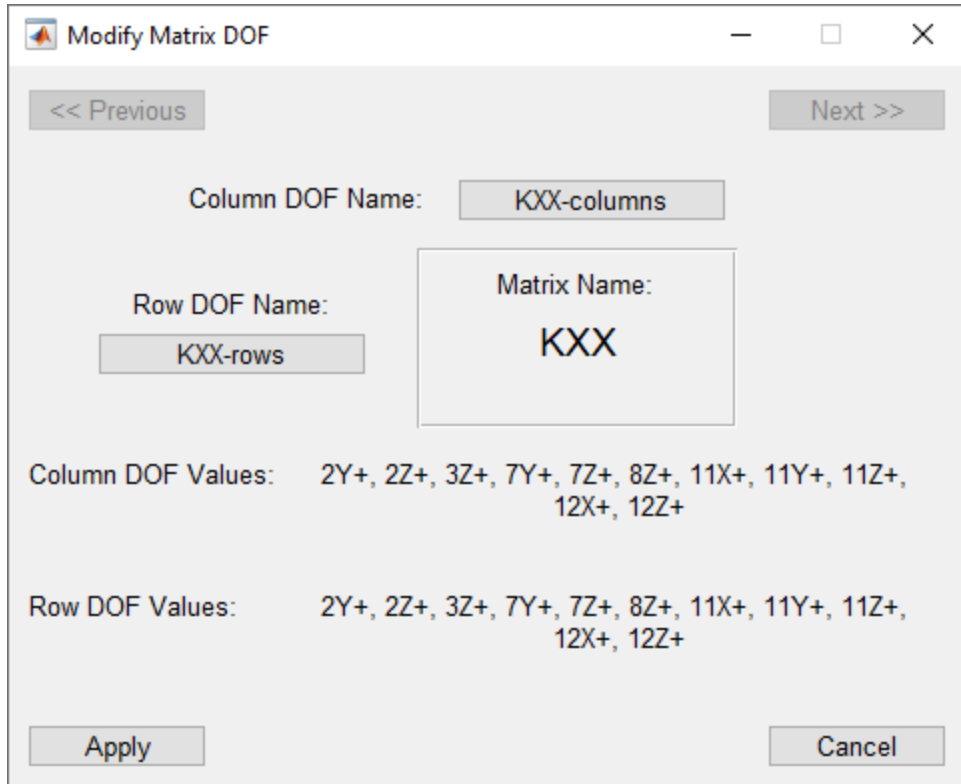 Modify Matrix DOF
<< Previous
Next >>
Column DOF Name:
KXX-columns
Matrix Name:
Row DOF Name:
KXX
KXX-rows
Column DOF Values:
2Y+, 2Z+, 3Z+, 7Y+, 7Z+, 8Z+, 11X+, 11Y+, 11Z+,
12X+, 12Z+
Row DOF Values:
2Y+, 2Z+, 3Z+, 7Y+, 7Z+, 8Z+, 11X+, 11Y+, 11Z+,
12X+, 12Z+
Apply
Cancel